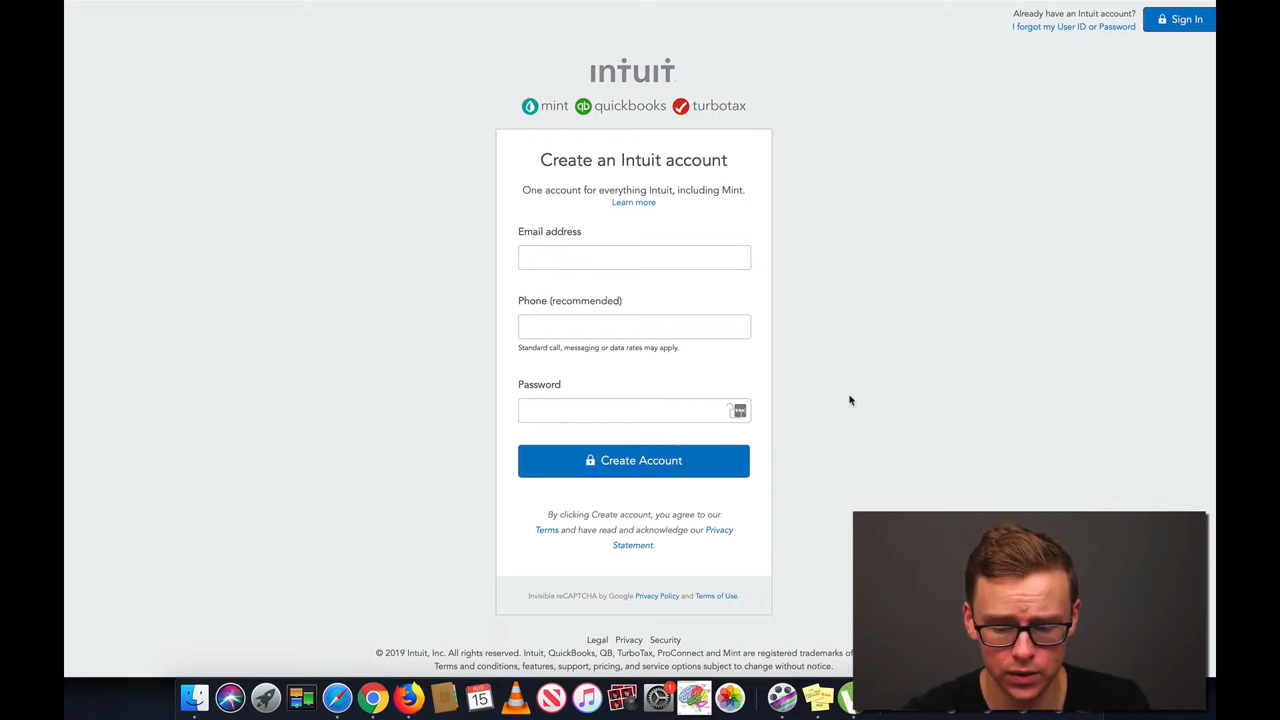 Already have an Intuit account?
I forgot my User ID or Password
Sign In
intuit
mint quickbooks turbotax
Create an Intuit account
One account for everything Intuit, including Mint.
Learn more
Email address
Phone (recommended)
Standard call, messaging or data rates may apply.
Password
Create Account
By clicking Create account, you agree to our
Terms and have read and acknowledge our Privacy
Statement.
Invisible reCAPTCHA by Google Privacy Policy and Terms of Use.
Legal Privacy Security
© 2019 Intuit, Inc. All rights reserved. Intuit, QuickBooks, QB, TurboTax, ProConnect and Mint are registered trademarks of
Terms and conditions, features, support, pricing, and service options subject to change without notice.
AUG
15
1